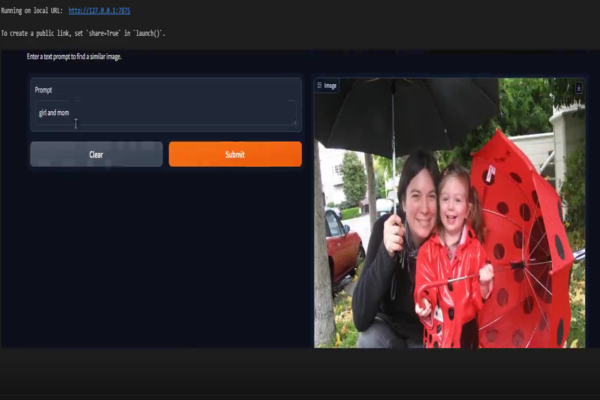 Running on local URL: http://127.0.0.1:7875
To create a public link, set `share=True` in `launch()`.
Enter a text prompt to find a similar image.
Prompt
girl and mom
Clear
Submit
Image